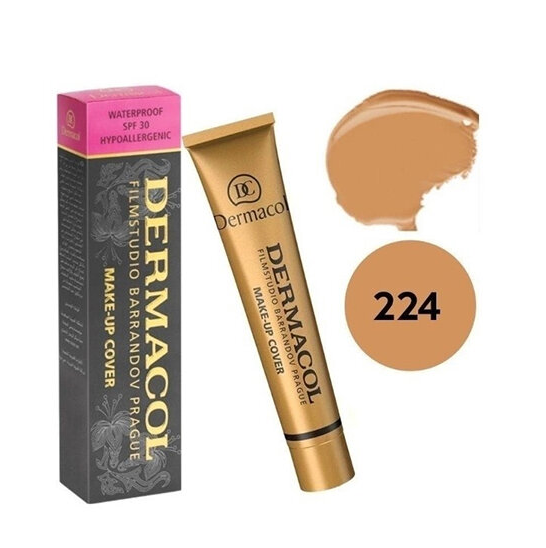 Dermacol
WATERPROOF
SPF 30
HYPOALLERGENIC
DERMACOL
FILMSTUDIO BARRANDOV PRAGUE
MAKE-UP COVER
DC
Dermacol
DERMACOL
FILMSTUDIO BARRANDOV PRAGUE
MAKE-UP COVER
224